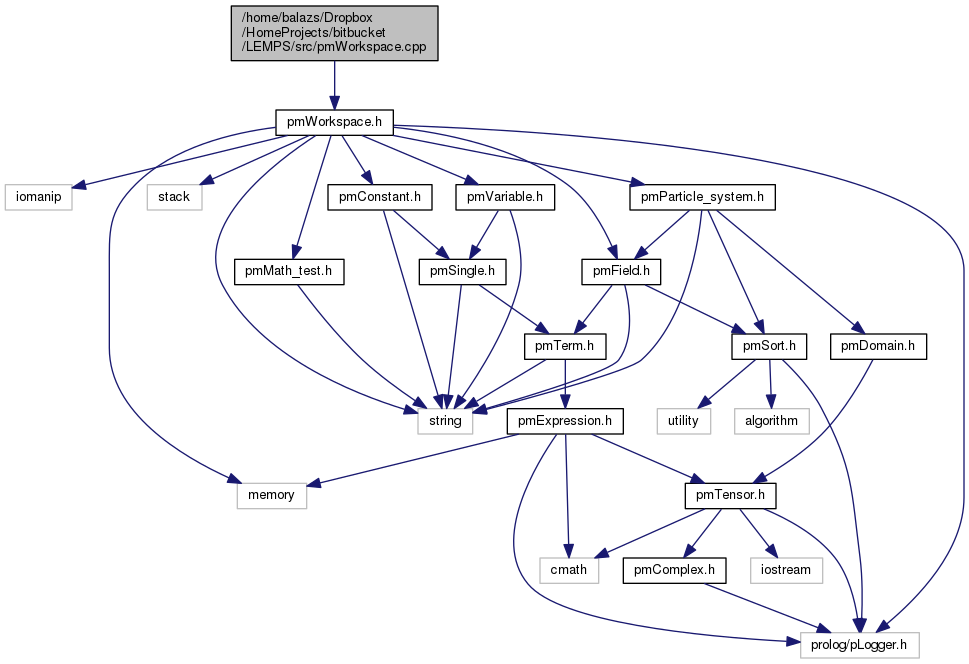 /home/balazs/Dropbox
/HomeProjects/bitbucket
/LEMPS/src/pmWorkspace.cpp
pmWorkspace.h
iomanip
stack
pmConstant.h
pmVariable.h
pmParticle_system.h
pmMath_test.h
pmSingle.h
pmField.h
pmTerm.h
pmSort.h
pmDomain.h
string
pmExpression.h
utility
algorithm
memory
pmTensor.h
cmath
pmComplex.h
iostream
prolog/pLogger.h